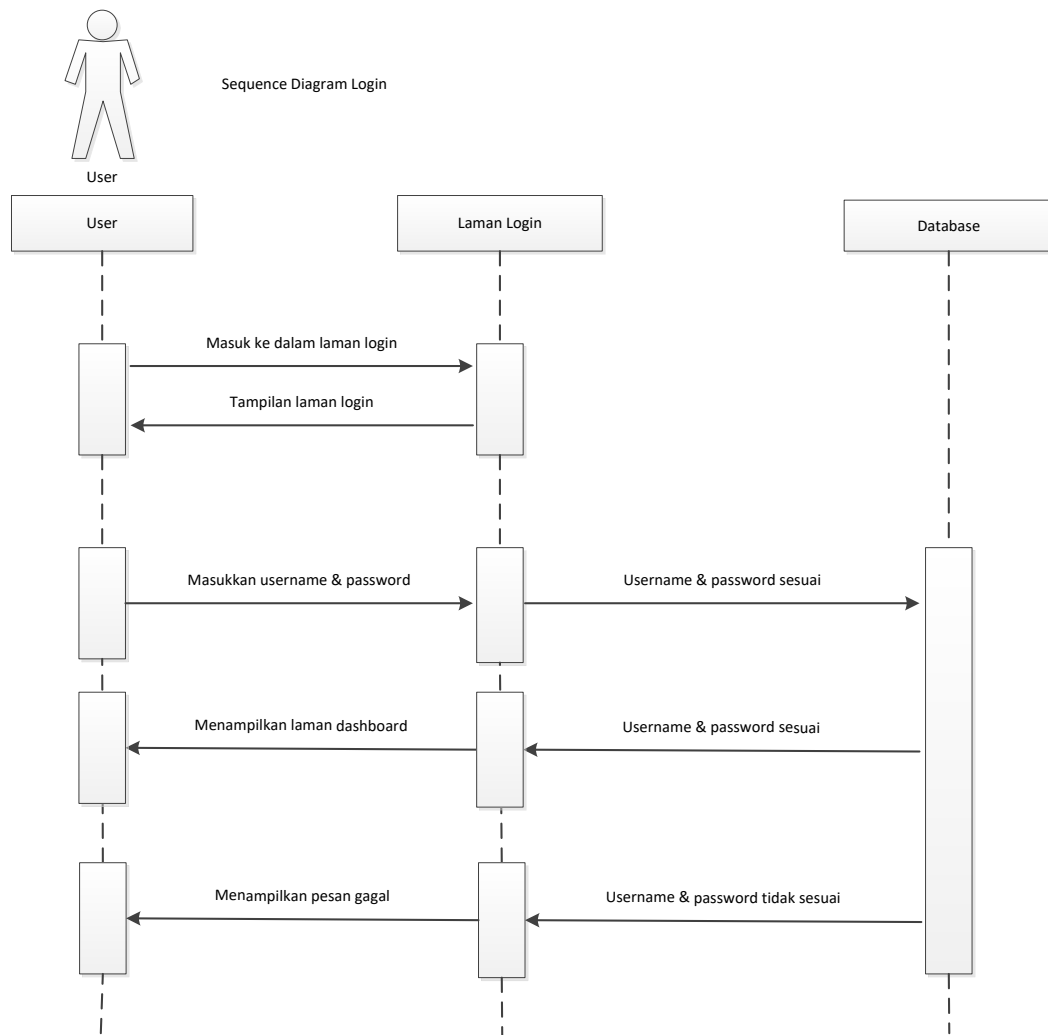 Sequence Diagram Login
User
User
Laman Login
Database
Masuk ke dalam laman login
Tampilan laman login
Masukkan username & password
Username & password sesuai
Menampilkan laman dashboard
Username & password sesuai
Menampilkan pesan gagal
Username & password tidak sesuai